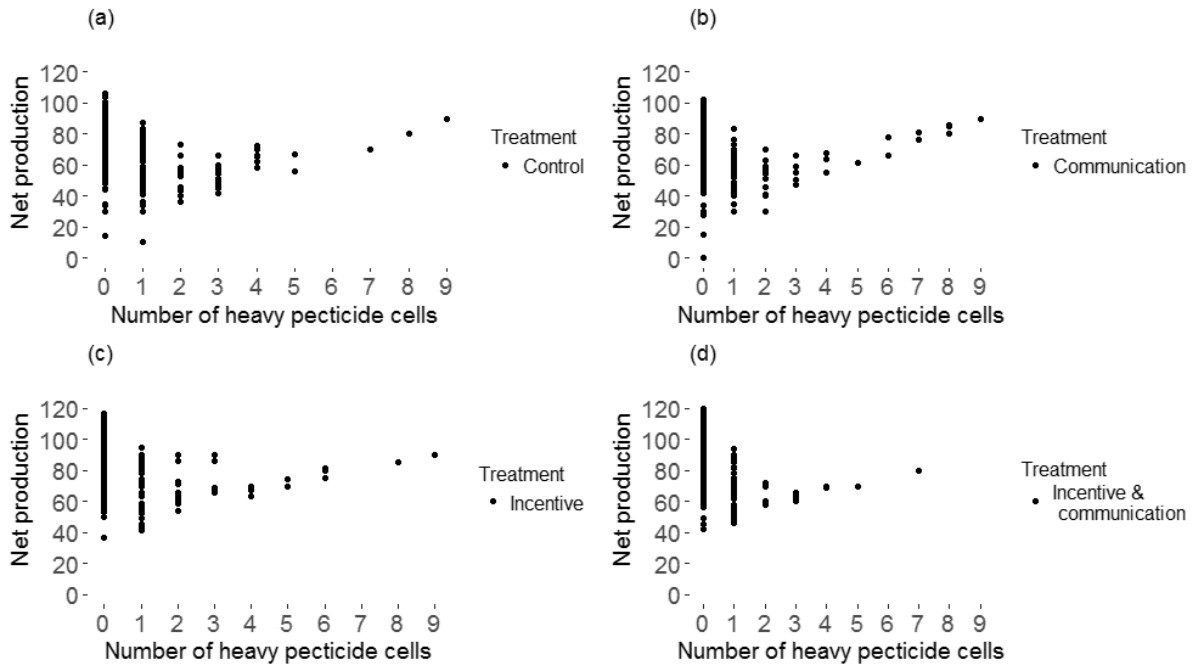 (a)
Net production
120
100
80
60
40
20
0
0 1 2 3 4 5 6 7 8 9
Number of heavy pecticide cells
Treatment
Control
(b)
Net production
120
100
80
60
40
20
0
0 1 2 3 4 5 6 7 8 9
Number of heavy pecticide cells
Treatment
Communication
(c)
Net production
120
100
80
60
40
20
0
0 1 2 3 4 5 6 7 8 9
Number of heavy pecticide cells
Treatment
Incentive
(d)
Net production
120
100
80
60
40
20
0
0 1 2 3 4 5 6 7 8 9
Number of heavy pecticide cells
Treatment
Incentive &
communication